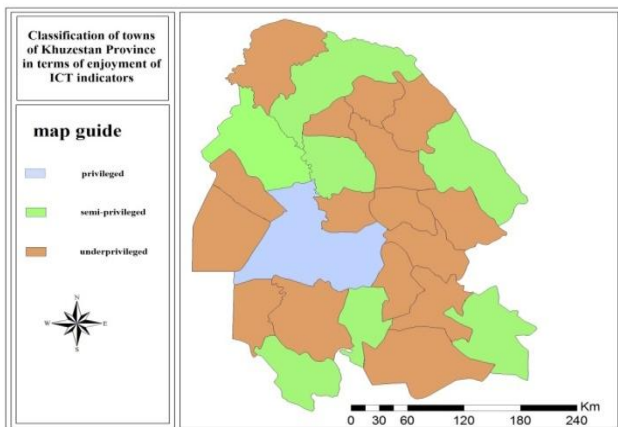 Classification of towns
of Khuzestan Province
in terms of enjoyment of
ICT indicators
map guide
privileged
semi-privileged
underprivileged
N
W E
S
Km
0 15 30 60 120 180 240